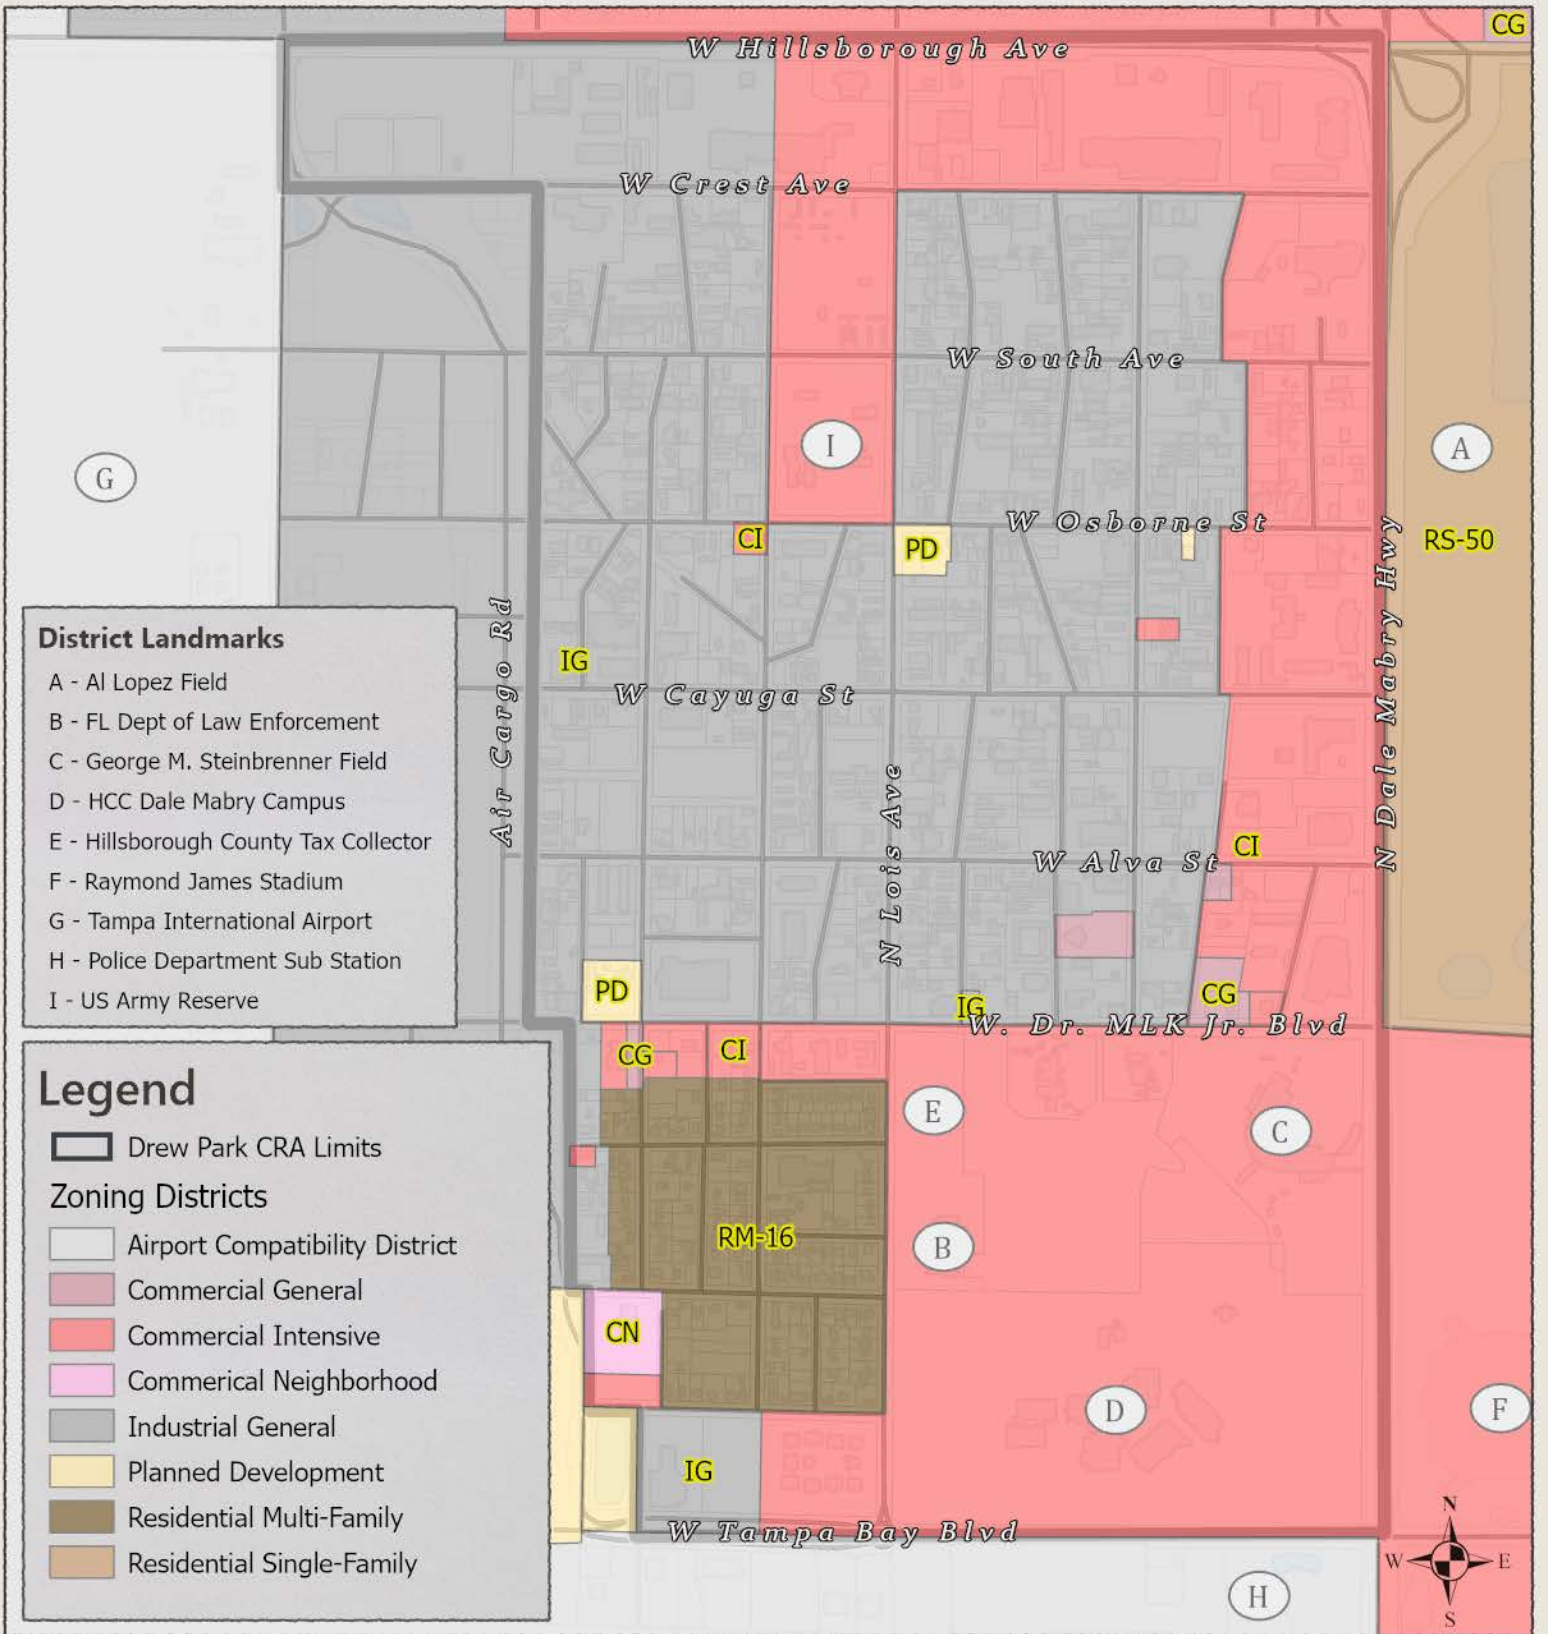 CG
W Hillsborough Ave
W Crest Ave
W South Ave
I
A
G
W Osborne St
CI
PD
RS-50
N Dale Mabry Hwy
Air Cargo Rd
IG
W Cayuga St
N Lois Ave
CI
W Alva St
PD
CG
IG
W. Dr. MLK Jr. Blvd
CG
CI
E
C
RM-16
B
CN
D
F
IG
W Tampa Bay Blvd
H
N
W
E
S
District Landmarks
A - Al Lopez Field
B - FL Dept of Law Enforcement
C - George M. Steinbrenner Field
D - HCC Dale Mabry Campus
E - Hillsborough County Tax Collector
F - Raymond James Stadium
G - Tampa International Airport
H - Police Department Sub Station
I - US Army Reserve
Legend
Drew Park CRA Limits
Zoning Districts
Airport Compatibility District
Commercial General
Commercial Intensive
Commerical Neighborhood
Industrial General
Planned Development
Residential Multi-Family
Residential Single-Family